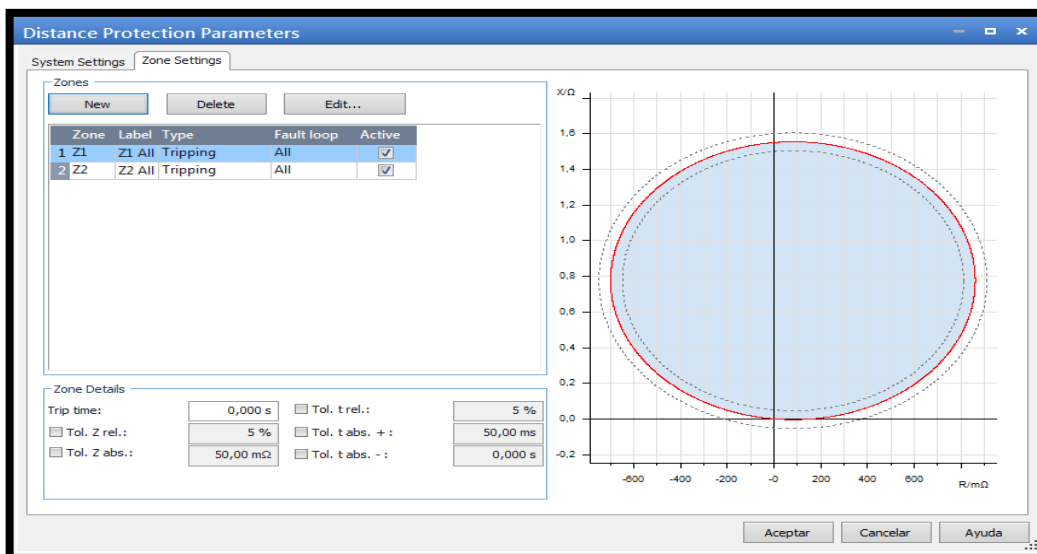 Distance Protection Parameters
System Settings Zone Settings
Zones
New Delete Edit...
Zone Label Type Fault loop Active
1 Z1 Z1 All Tripping All
2 Z2 Z2 All Tripping All
Zone Details
Trip time: 0,000 s Tol. t rel.: 5 %
Tol. Z rel.: 5 % Tol. t abs. + : 50,00 ms
Tol. Z abs.: 50,00 mΩ Tol. t abs. - : 0,000 s
X/Ω
1,6
1,4
1,2
1,0
0,8
0,6
0,4
0,2
0,0
-0,2
-600 -400 -200 -0 200 400 600
R/mΩ
Aceptar Cancelar Ayuda